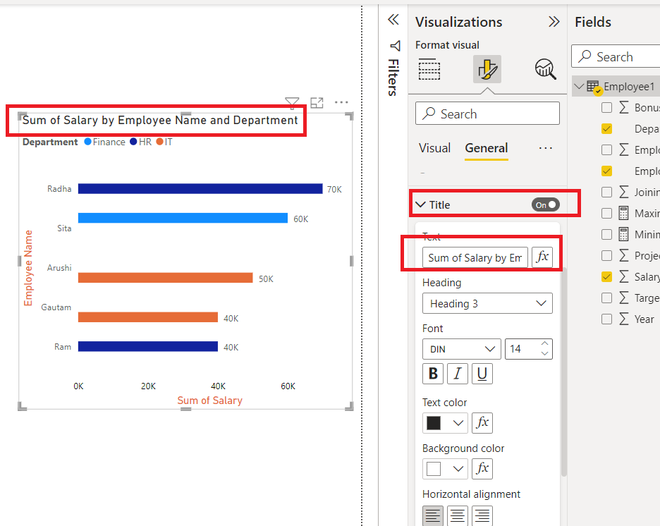 Sum of Salary by Employee Name and Department
Department Finance HR IT
Employee Name
Radha 70K
Sita 60K
Arushi 50K
Gautam 40K
Ram 40K
0K 20K 40K 60K
Sum of Salary
Filters
Visualizations
Format visual
Search
Visual General
Title On
Text
Sum of Salary by Em
fx
Heading
Heading 3
Font
DIN 14
B I U
Text color
fx
Background color
fx
Horizontal alignment
Fields
Search
Employee1
Bonus
Depa
Emplo
Emplo
Joinin
Maxin
Minim
Projec
Salary
Targe
Year